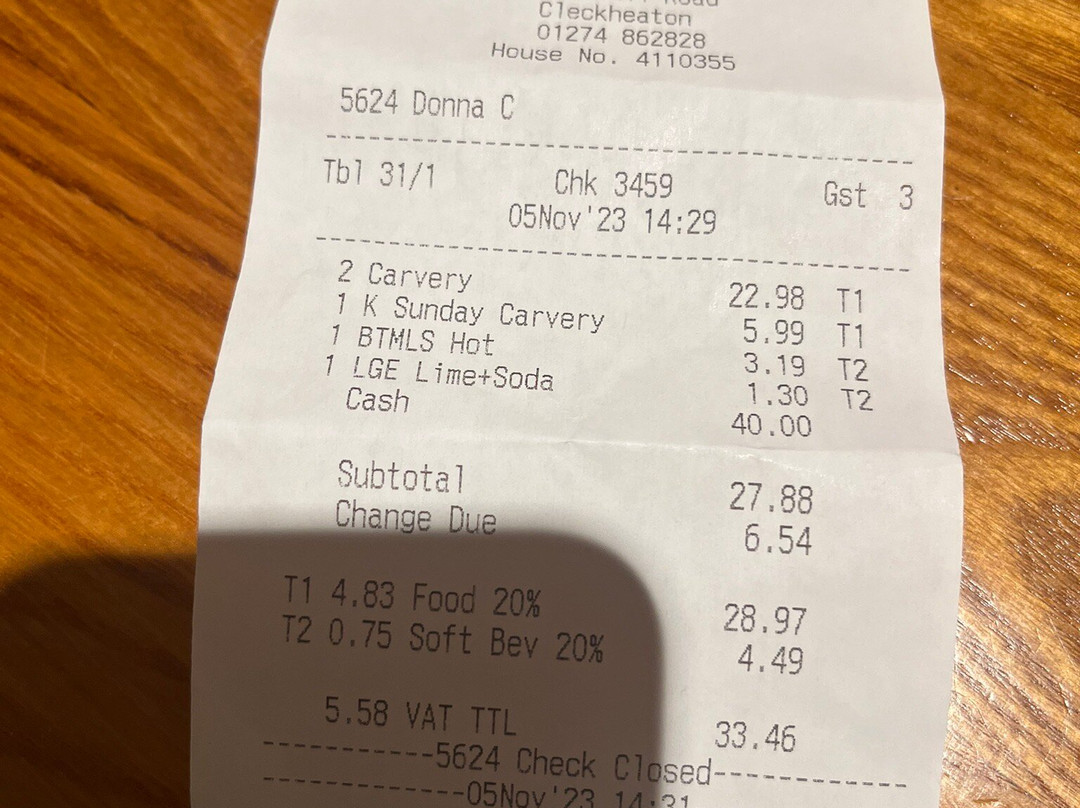 Cleckheaton
01274 862828
House No. 4110355
5624 Donna C
Tbl 31/1 Chk 3459 Gst 3
05Nov'23 14:29
2 Carvery 22.98 T1
1 K Sunday Carvery 5.99 T1
1 BTMLS Hot 3.19 T2
1 LGE Lime+Soda 1.30 T2
Cash 40.00
Subtotal 27.88
Change Due 6.54
T1 4.83 Food 20% 28.97
T2 0.75 Soft Bev 20% 4.49
5.58 VAT TTL 33.46
-----------5624 Check Closed-----------
-----------05Nov'23 14:31